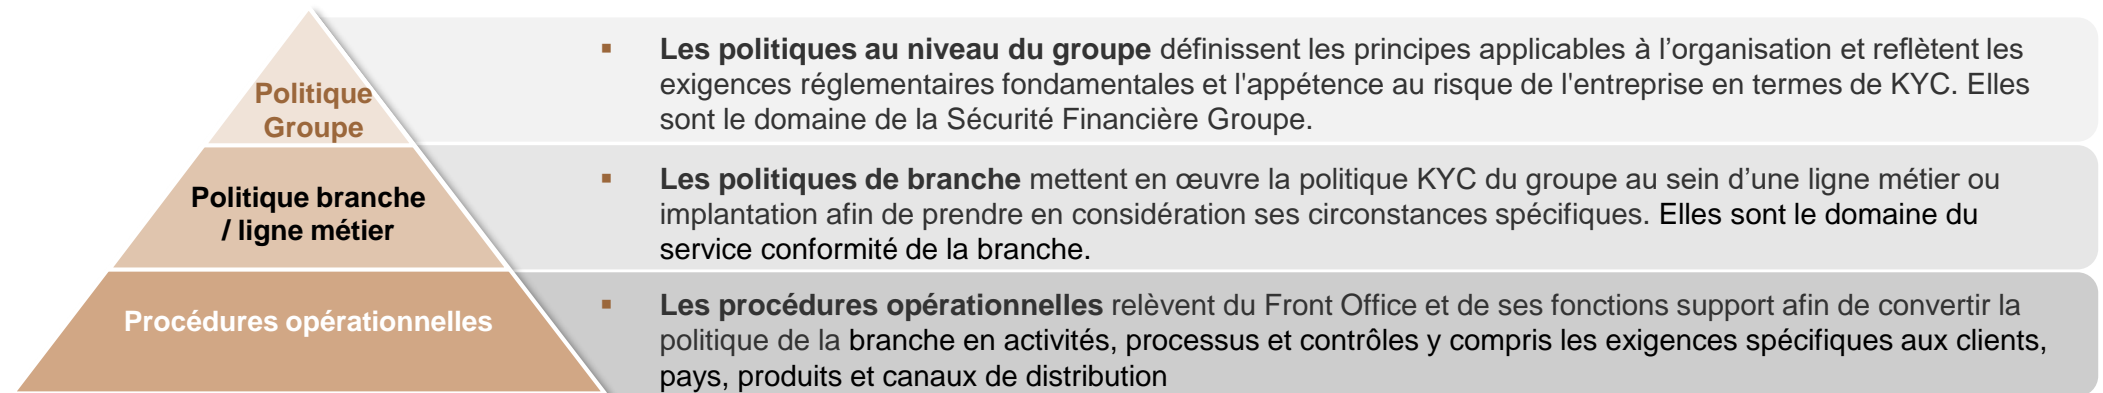 Politique
Groupe
▪ Les politiques au niveau du groupe définissent les principes applicables à l’organisation et reflètent les
exigences réglementaires fondamentales et l'appétence au risque de l'entreprise en termes de KYC. Elles
sont le domaine de la Sécurité Financière Groupe.
Politique branche
/ ligne métier
▪ Les politiques de branche mettent en œuvre la politique KYC du groupe au sein d’une ligne métier ou
implantation afin de prendre en considération ses circonstances spécifiques. Elles sont le domaine du
service conformité de la branche.
Procédures opérationnelles
▪ Les procédures opérationnelles relèvent du Front Office et de ses fonctions support afin de convertir la
politique de la branche en activités, processus et contrôles y compris les exigences spécifiques aux clients,
pays, produits et canaux de distribution